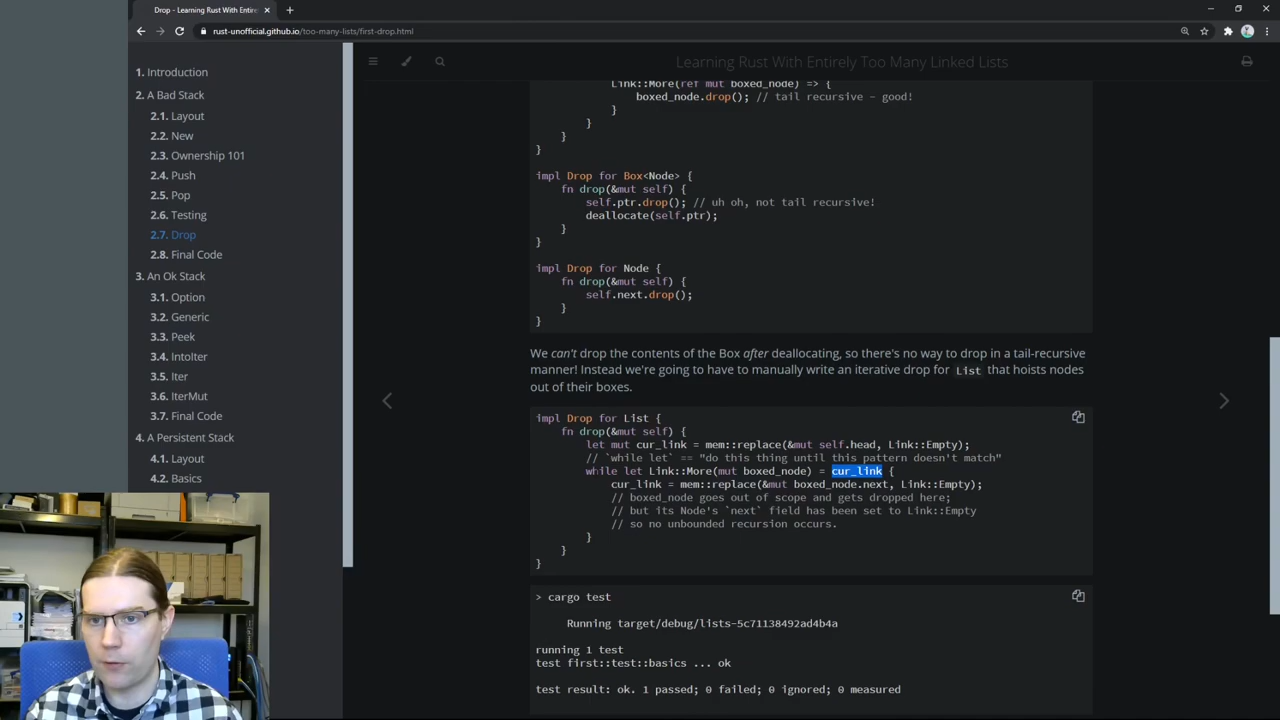 Drop - Learning Rust With Entire
rust-unofficial.github.io/too-many-lists/first-drop.html
Learning Rust With Entirely Too Many Linked Lists
1. Introduction
2. A Bad Stack
2.1. Layout
2.2. New
2.3. Ownership 101
2.4. Push
2.5. Pop
2.6. Testing
2.7. Drop
2.8. Final Code
3. An Ok Stack
3.1. Option
3.2. Generic
3.3. Peek
3.4. IntoIter
3.5. Iter
3.6. IterMut
3.7. Final Code
4. A Persistent Stack
4.1. Layout
4.2. Basics
Link::More(ref mut boxed_node) => {
boxed_node.drop(); // tail recursive - good!
}
}
}
}
impl Drop for Box<Node> {
fn drop(&mut self) {
self.ptr.drop(); // uh oh, not tail recursive!
deallocate(self.ptr);
}
}
impl Drop for Node {
fn drop(&mut self) {
self.next.drop();
}
}
We can't drop the contents of the Box after deallocating, so there's no way to drop in a tail-recursive
manner! Instead we're going to have to manually write an iterative drop for List that hoists nodes
out of their boxes.
impl Drop for List {
fn drop(&mut self) {
let mut cur_link = mem::replace(&mut self.head, Link::Empty);
// `while let` == "do this thing until this pattern doesn't match"
while let Link::More(mut boxed_node) = cur_link {
cur_link = mem::replace(&mut boxed_node.next, Link::Empty);
// boxed_node goes out of scope and gets dropped here;
// but its Node's `next` field has been set to Link::Empty
// so no unbounded recursion occurs.
}
}
}
> cargo test
Running target/debug/lists-5c71138492ad4b4a
running 1 test
test first::test::basics ... ok
test result: ok. 1 passed; 0 failed; 0 ignored; 0 measured